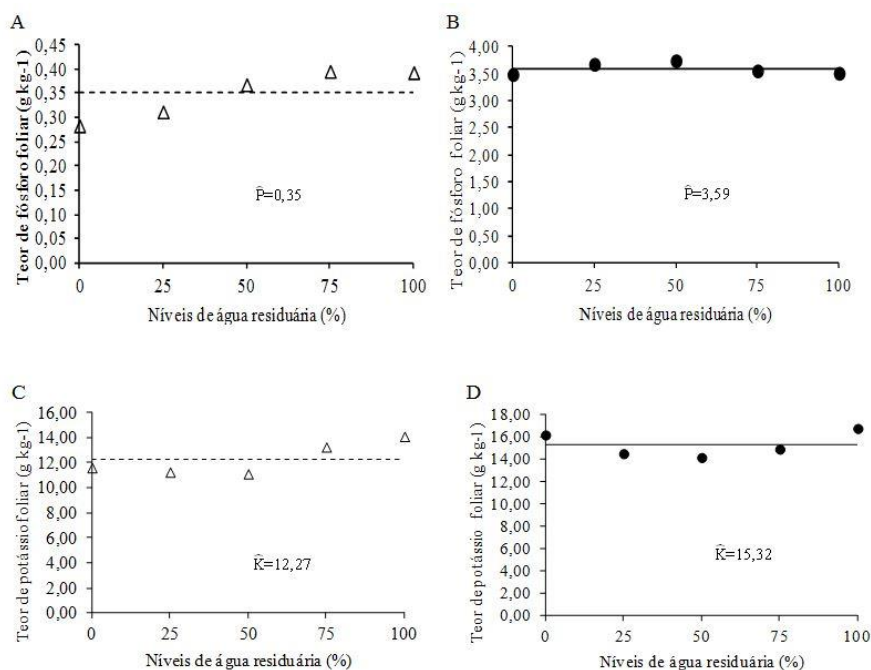 A
Teor de fósforo foliar (g kg-1)
0,45
0,40
0,35
0,30
0,25
0,20
0,15
0,10
0,05
0,00
P̂=0,35
0 25 50 75 100
Níveis de água residuária (%)
B
Teor de fósforo foliar (g kg-1)
4,00
3,50
3,00
2,50
2,00
1,50
1,00
0,50
0,00
P̂=3,59
0 25 50 75 100
Níveis de água residuária (%)
C
Teor de potássio foliar (g kg-1)
16,00
14,00
12,00
10,00
8,00
6,00
4,00
2,00
0,00
K̂=12,27
0 25 50 75 100
Níveis de água residuária (%)
D
Teor de potássio foliar (g kg-1)
18,00
16,00
14,00
12,00
10,00
8,00
6,00
4,00
2,00
0,00
K̂=15,32
0 25 50 75 100
Níveis de água residuária (%)